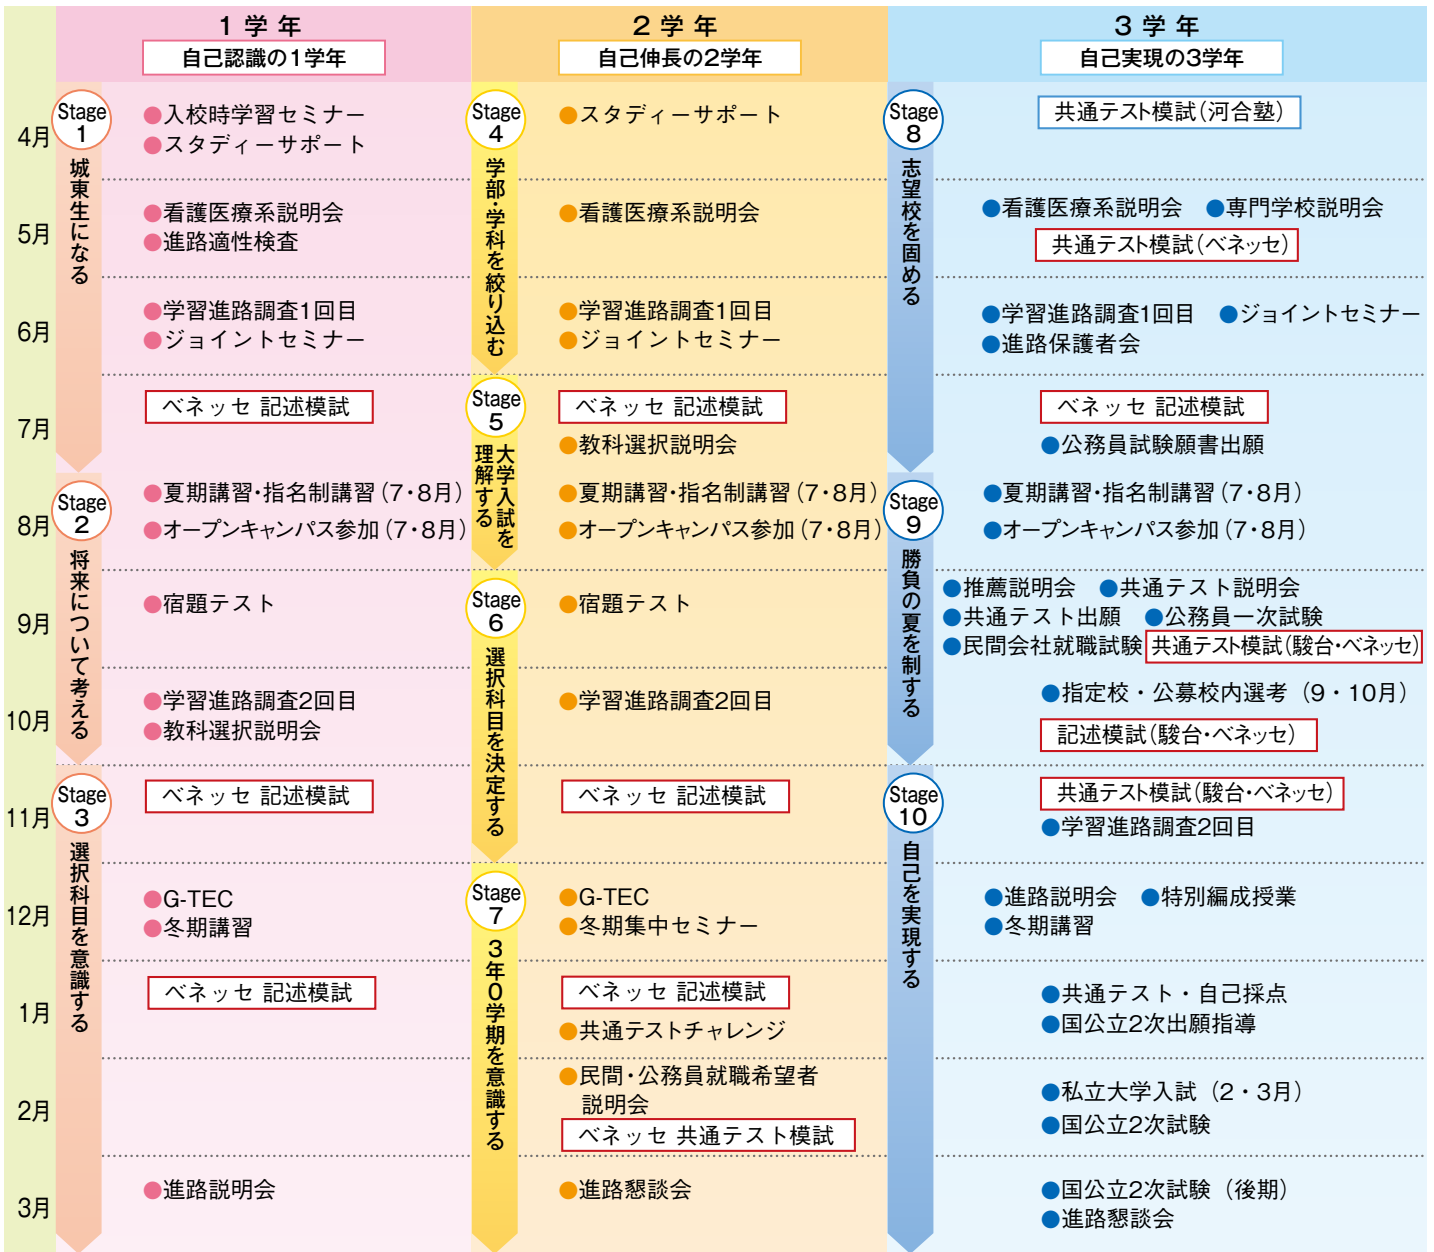 1 学 年
自己認識の1学年
2 学 年
自己伸長の2学年
3 学 年
自己実現の3学年
4月
5月
6月
7月
8月
9月
10月
11月
12月
1月
2月
3月
Stage
1
城東生になる
Stage
2
将来について考える
Stage
3
選択科目を意識する
●入校時学習セミナー
●スタディーサポート
●看護医療系説明会
●進路適性検査
●学習進路調査1回目
●ジョイントセミナー
ベネッセ 記述模試
●夏期講習・指名制講習（7・8月）
●オープンキャンパス参加（7・8月）
●宿題テスト
●学習進路調査2回目
●教科選択説明会
ベネッセ 記述模試
●G-TEC
●冬期講習
ベネッセ 記述模試
●進路説明会
Stage
4
学部・学科を絞り込む
Stage
5
大学入試を
理解する
Stage
6
選択科目を決定する
Stage
7
3年0学期を意識する
●スタディーサポート
●看護医療系説明会
●学習進路調査1回目
●ジョイントセミナー
ベネッセ 記述模試
●教科選択説明会
●夏期講習・指名制講習（7・8月）
●オープンキャンパス参加（7・8月）
●宿題テスト
●学習進路調査2回目
ベネッセ 記述模試
●G-TEC
●冬期集中セミナー
ベネッセ 記述模試
●共通テストチャレンジ
●民間・公務員就職希望者
説明会
ベネッセ 共通テスト模試
●進路懇談会
Stage
8
志望校を固める
Stage
9
勝負の夏を制する
Stage
10
自己を実現する
共通テスト模試（河合塾）
●看護医療系説明会 ●専門学校説明会
共通テスト模試（ベネッセ）
●学習進路調査1回目 ●ジョイントセミナー
●進路保護者会
ベネッセ 記述模試
●公務員試験願書出願
●夏期講習・指名制講習（7・8月）
●オープンキャンパス参加（7・8月）
●推薦説明会 ●共通テスト説明会
●共通テスト出願 ●公務員一次試験
●民間会社就職試験 共通テスト模試（駿台・ベネッセ）
●指定校・公募校内選考（9・10月）
記述模試（駿台・ベネッセ）
共通テスト模試（駿台・ベネッセ）
●学習進路調査2回目
●進路説明会 ●特別編成授業
●冬期講習
●共通テスト・自己採点
●国公立2次出願指導
●私立大学入試（2・3月）
●国公立2次試験
●国公立2次試験（後期）
●進路懇談会